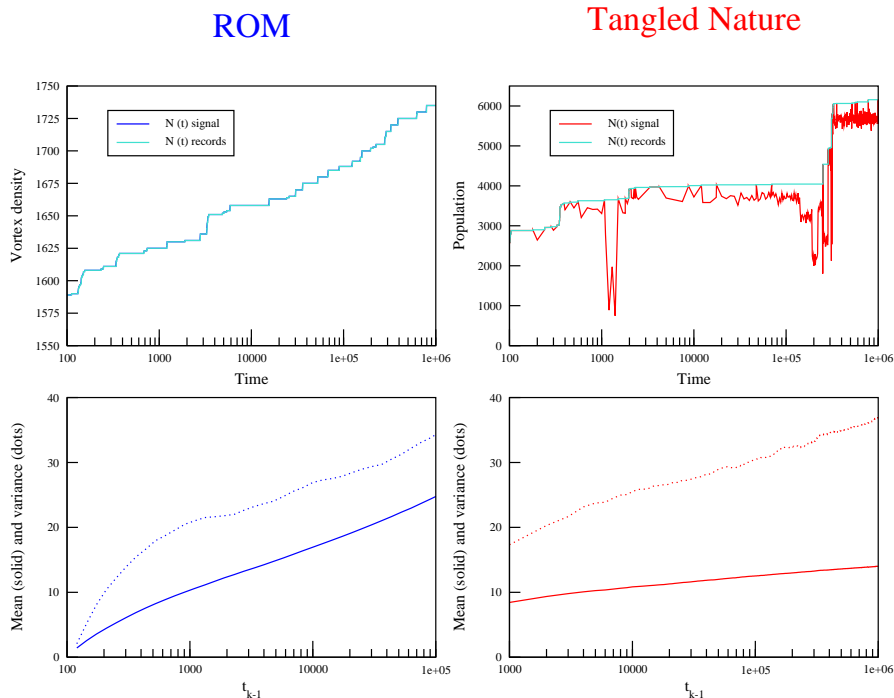 ROM
Tangled Nature
1750
1725
1700
1675
1650
1625
1600
1575
1550
Vortex density
N (t) signal
N (t) records
100
1000
10000
1e+05
1e+06
Time
6000
5000
4000
3000
2000
1000
0
Population
N(t) signal
N(t) records
100
1000
10000
1e+05
1e+06
Time
40
30
20
10
0
Mean (solid) and variance (dots)
100
1000
10000
1e+05
t k-1
40
30
20
10
0
Mean (solid) and variance (dots)
1000
10000
1e+05
1e+06
t k-1